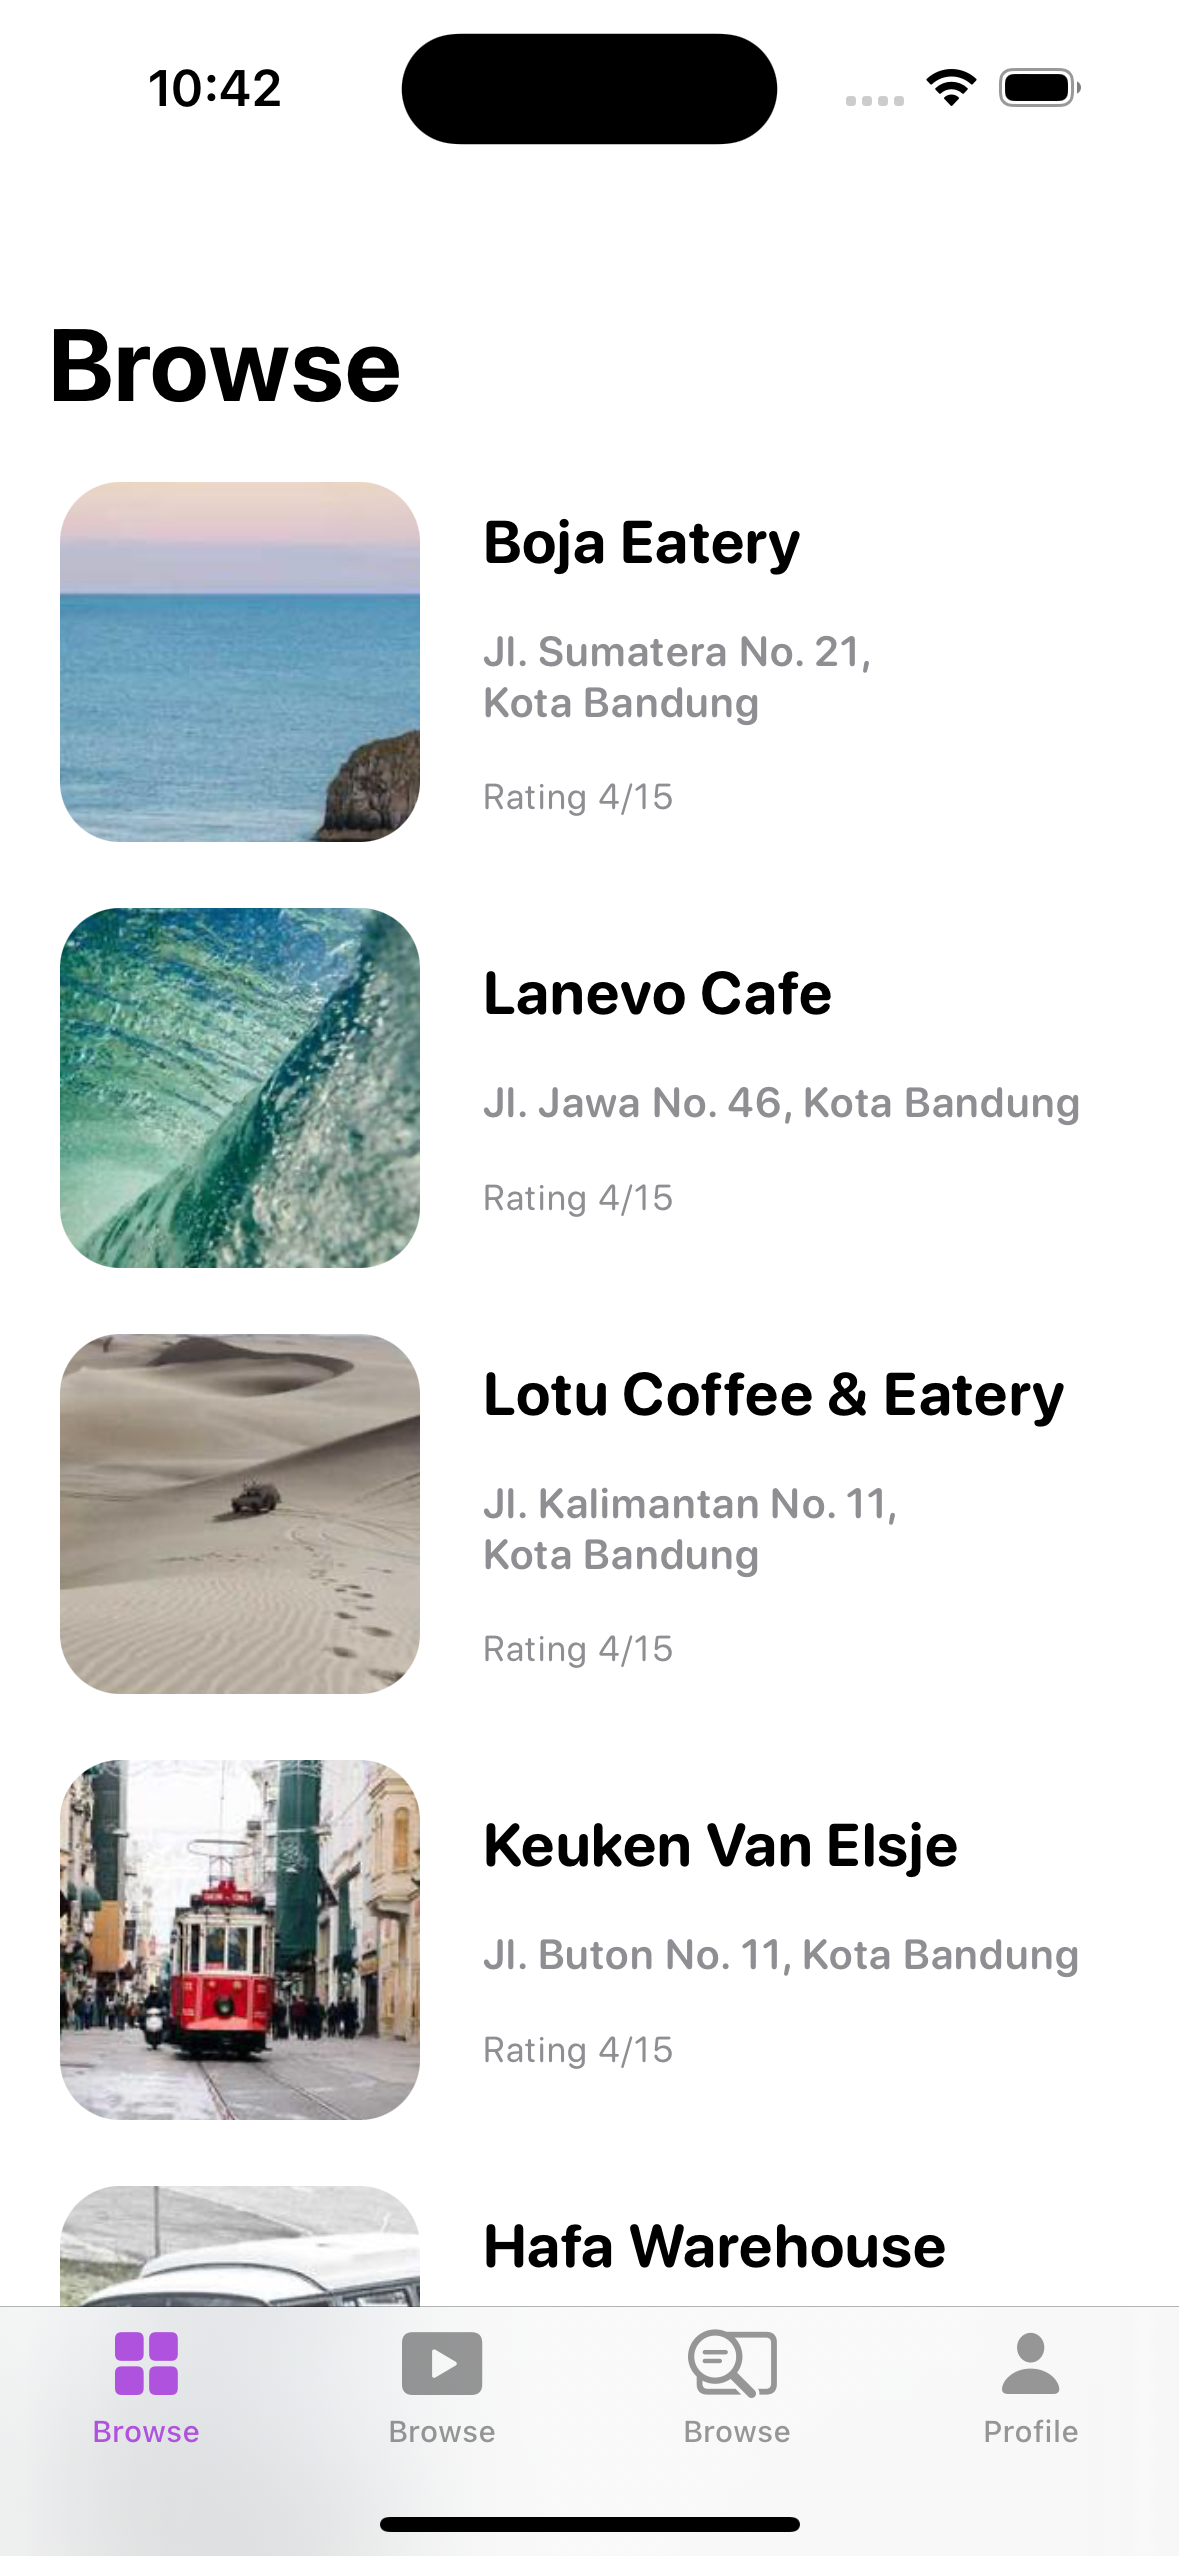 10:42
Browse
Boja Eatery
Jl. Sumatera No. 21,
Kota Bandung
Rating 4/15
Lanevo Cafe
Jl. Jawa No. 46, Kota Bandung
Rating 4/15
Lotu Coffee & Eatery
Jl. Kalimantan No. 11,
Kota Bandung
Rating 4/15
Keuken Van Elsje
Jl. Buton No. 11, Kota Bandung
Rating 4/15
Hafa Warehouse
Browse
Browse
Browse
Profile